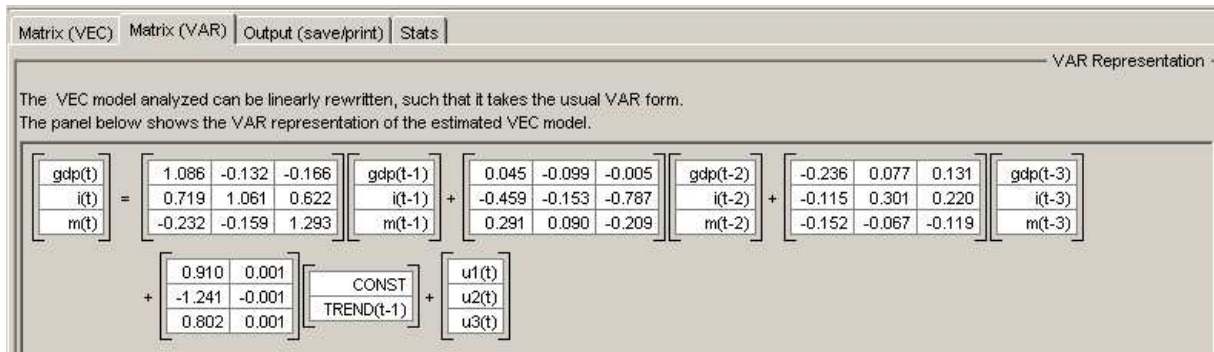 Matrix (VEC) Matrix (VAR) Output (save/print) Stats
VAR Representation
The VEC model analyzed can be linearly rewritten, such that it takes the usual VAR form.
The panel below shows the VAR representation of the estimated VEC model.
gdp(t) 1.086 -0.132 -0.166 gdp(t-1) 0.045 -0.099 -0.005 gdp(t-2) -0.236 0.077 0.131 gdp(t-3)
i(t) = 0.719 1.061 0.622 i(t-1) + -0.459 -0.153 -0.787 i(t-2) + -0.115 0.301 0.220 i(t-3)
m(t) -0.232 -0.159 1.293 m(t-1) 0.291 0.090 -0.209 m(t-2) -0.152 -0.067 -0.119 m(t-3)
0.910 0.001 CONST u1(t)
+ -1.241 -0.001 TREND(t-1) + u2(t)
0.802 0.001 u3(t)